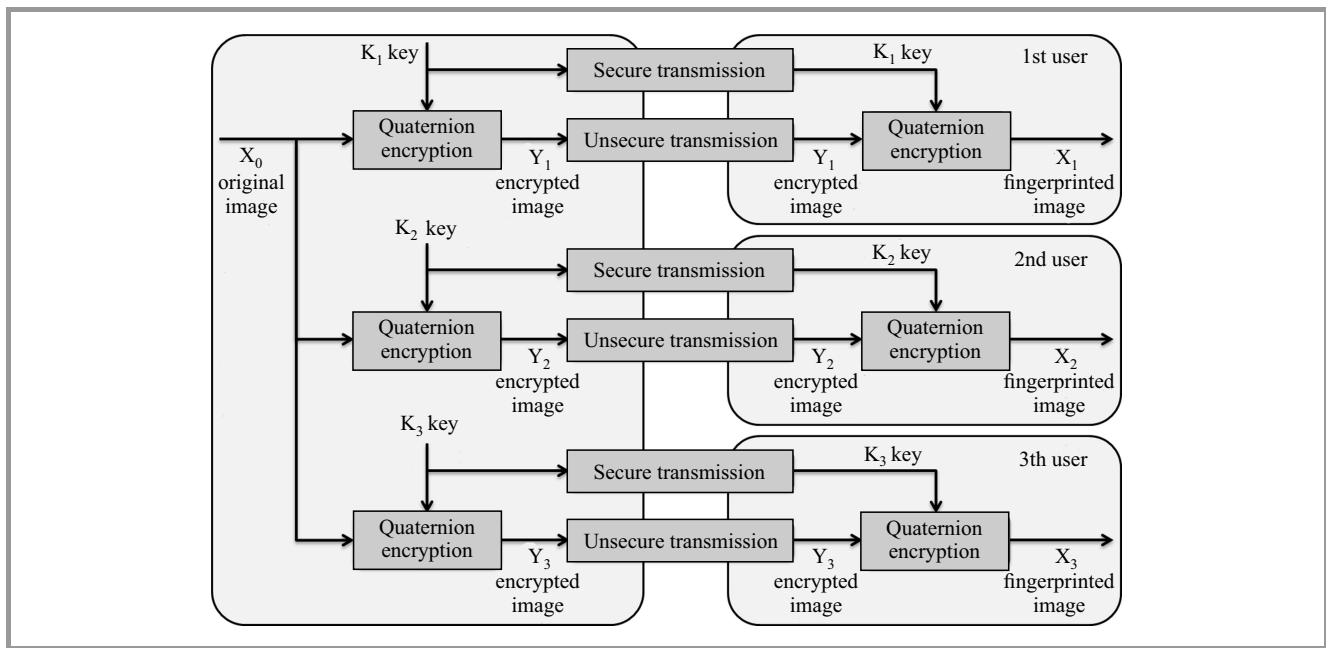 K₁ key
Secure transmission
K₁ key
1st user
Quaternion
encryption
Unsecure transmission
Quaternion
encryption
X₀
original
image
Y₁
encrypted
image
Y₁
encrypted
image
X₁
fingerprinted
image
K₂ key
Secure transmission
K₂ key
2nd user
Quaternion
encryption
Unsecure transmission
Quaternion
encryption
Y₂
encrypted
image
Y₂
encrypted
image
X₂
fingerprinted
image
K₃ key
Secure transmission
K₃ key
3th user
Quaternion
encryption
Unsecure transmission
Quaternion
encryption
Y₃
encrypted
image
Y₃
encrypted
image
X₃
fingerprinted
image